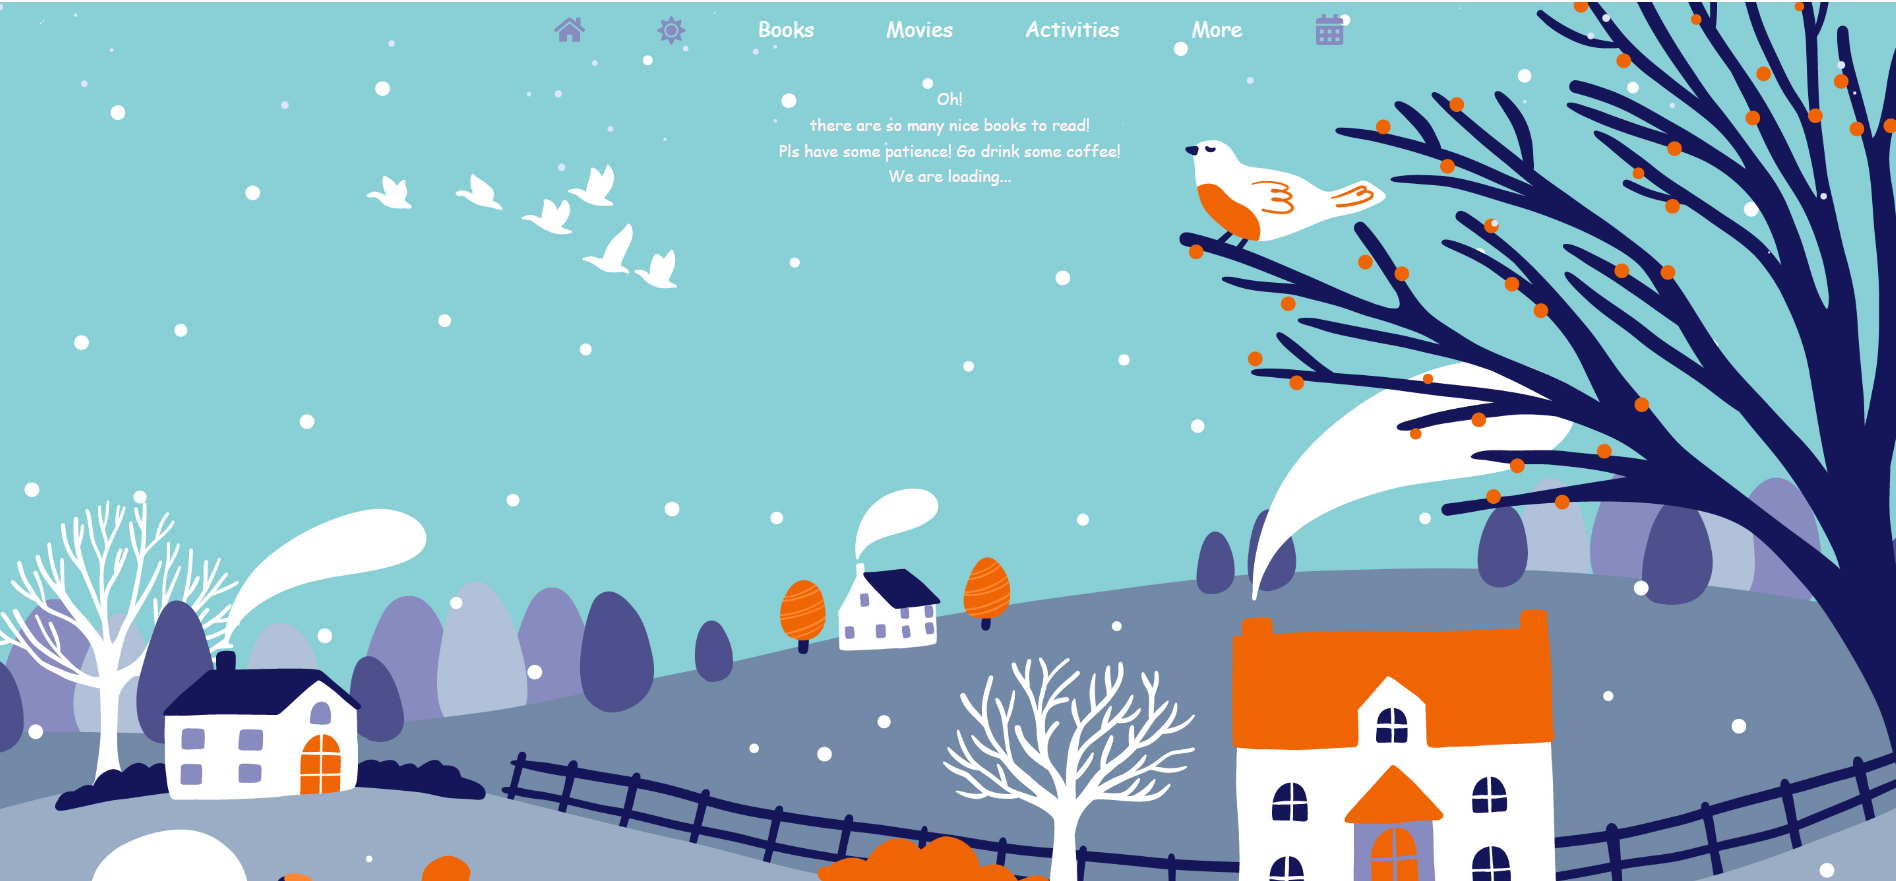 Books Movies Activities More
Oh!
there are so many nice books to read!
Pls have some patience! Go drink some coffee!
We are loading...